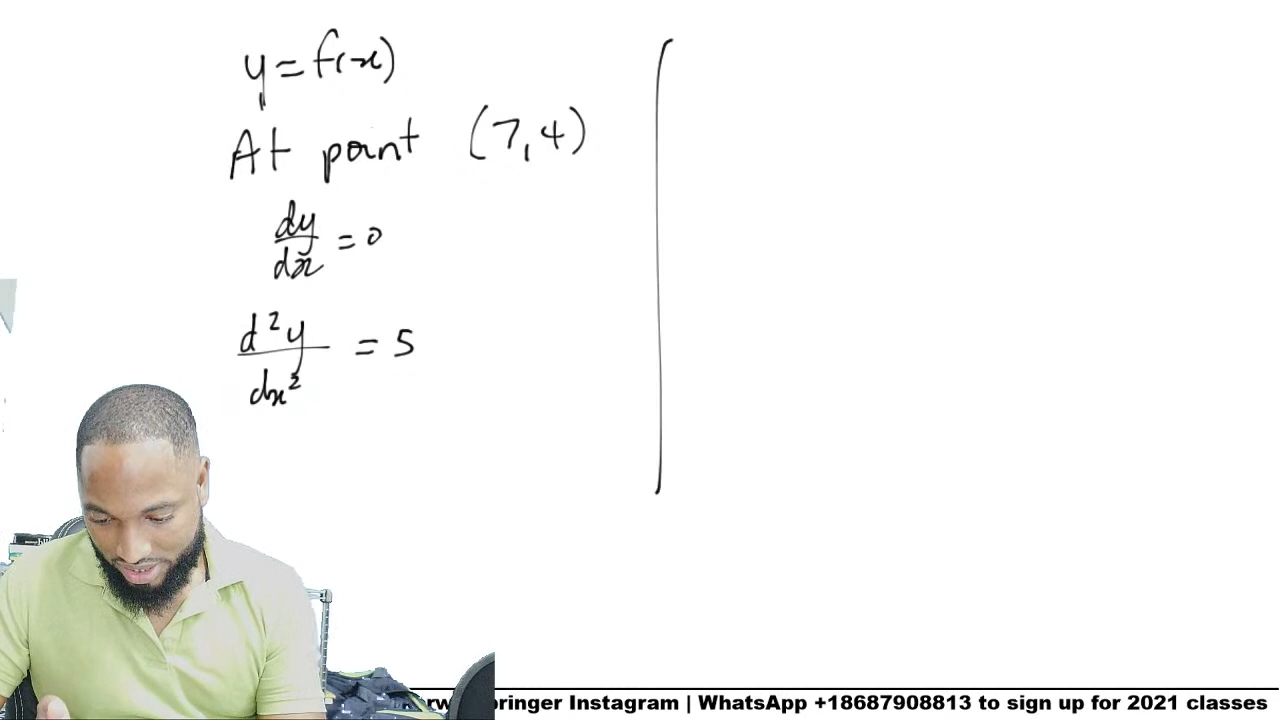 y = f(x)
At point (7,4)
dy/dx = 0
d²y/dx² = 5
Instagram | WhatsApp +18687908813 to sign up for 2021 classes